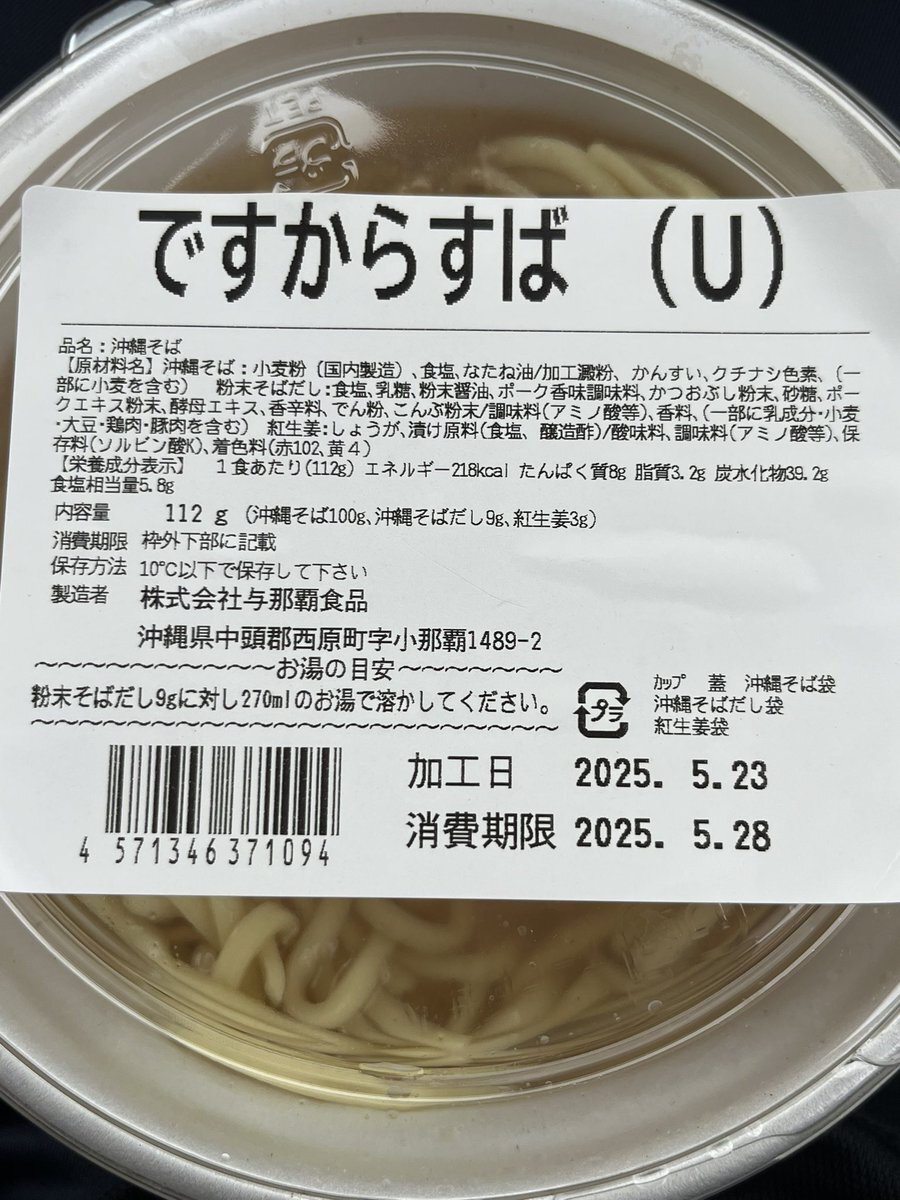 ですからすば (U)
品名:沖縄そば
【原材料名】沖縄そば:小麦粉(国内製造)、食塩、なたね油/加工澱粉、かんすい、クチナシ色素、(一
部に小麦を含む) 粉末そばだし:食塩、乳糖、粉末醤油、ポーク香味調味料、かつおぶし粉末、砂糖、ポー
クエキス粉末、酵母エキス、香辛料、でん粉、こんぶ粉末/調味料(アミノ酸等)、香料、(一部に乳成分・小麦
・大豆・鶏肉・豚肉を含む) 紅生姜:しょうが、漬け原料(食塩、醸造酢)/酸味料、調味料(アミノ酸等)、保
存料(ソルビン酸K)、着色料(赤102、黄4)
【栄養成分表示】 1食あたり(112g) エネルギー218kcal たんぱく質8g 脂質3.2g 炭水化物39.2g
食塩相当量5.8g
内容量 112 g (沖縄そば100g、沖縄そばだし9g、紅生姜3g)
消費期限 枠外下部に記載
保存方法 10℃以下で保存して下さい
製造者 株式会社与那覇食品
沖縄県中頭郡西原町字小那覇1489-2
~~~~~~~~~~~お湯の目安~~~~~~~
粉末そばだし9gに対し270mlのお湯で溶かしてください。
プラ
カップ 蓋 沖縄そば袋
沖縄そばだし袋
紅生姜袋
加工日 2025. 5.23
消費期限 2025. 5.28
4 571346 371094